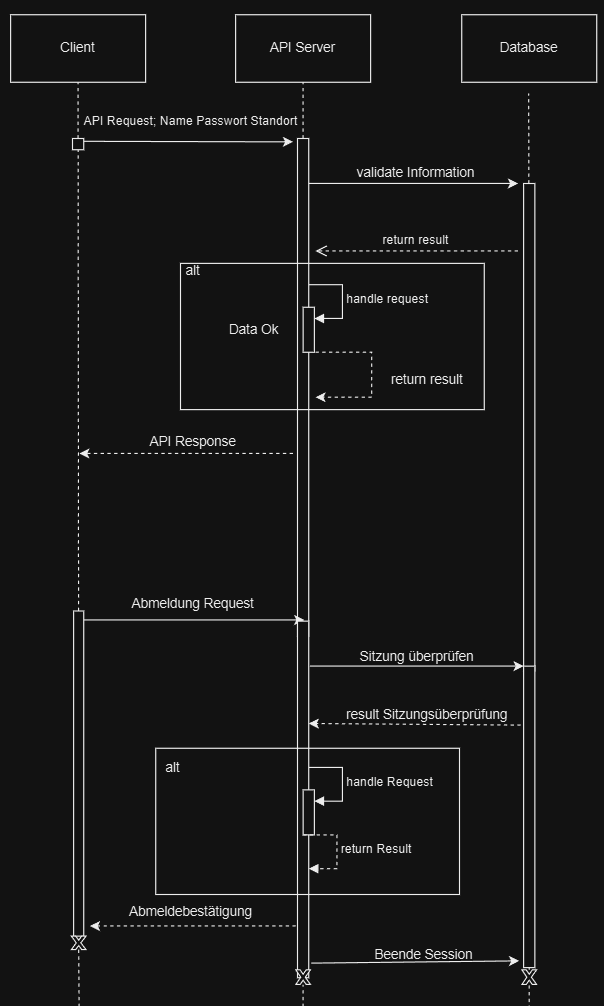 Client
API Server
Database
API Request; Name Passwort Standort
validate Information
return result
alt
handle request
Data Ok
return result
API Response
Abmeldung Request
Sitzung überprüfen
result Sitzungsüberprüfung
alt
handle Request
return Result
Abmeldebestätigung
Beende Session